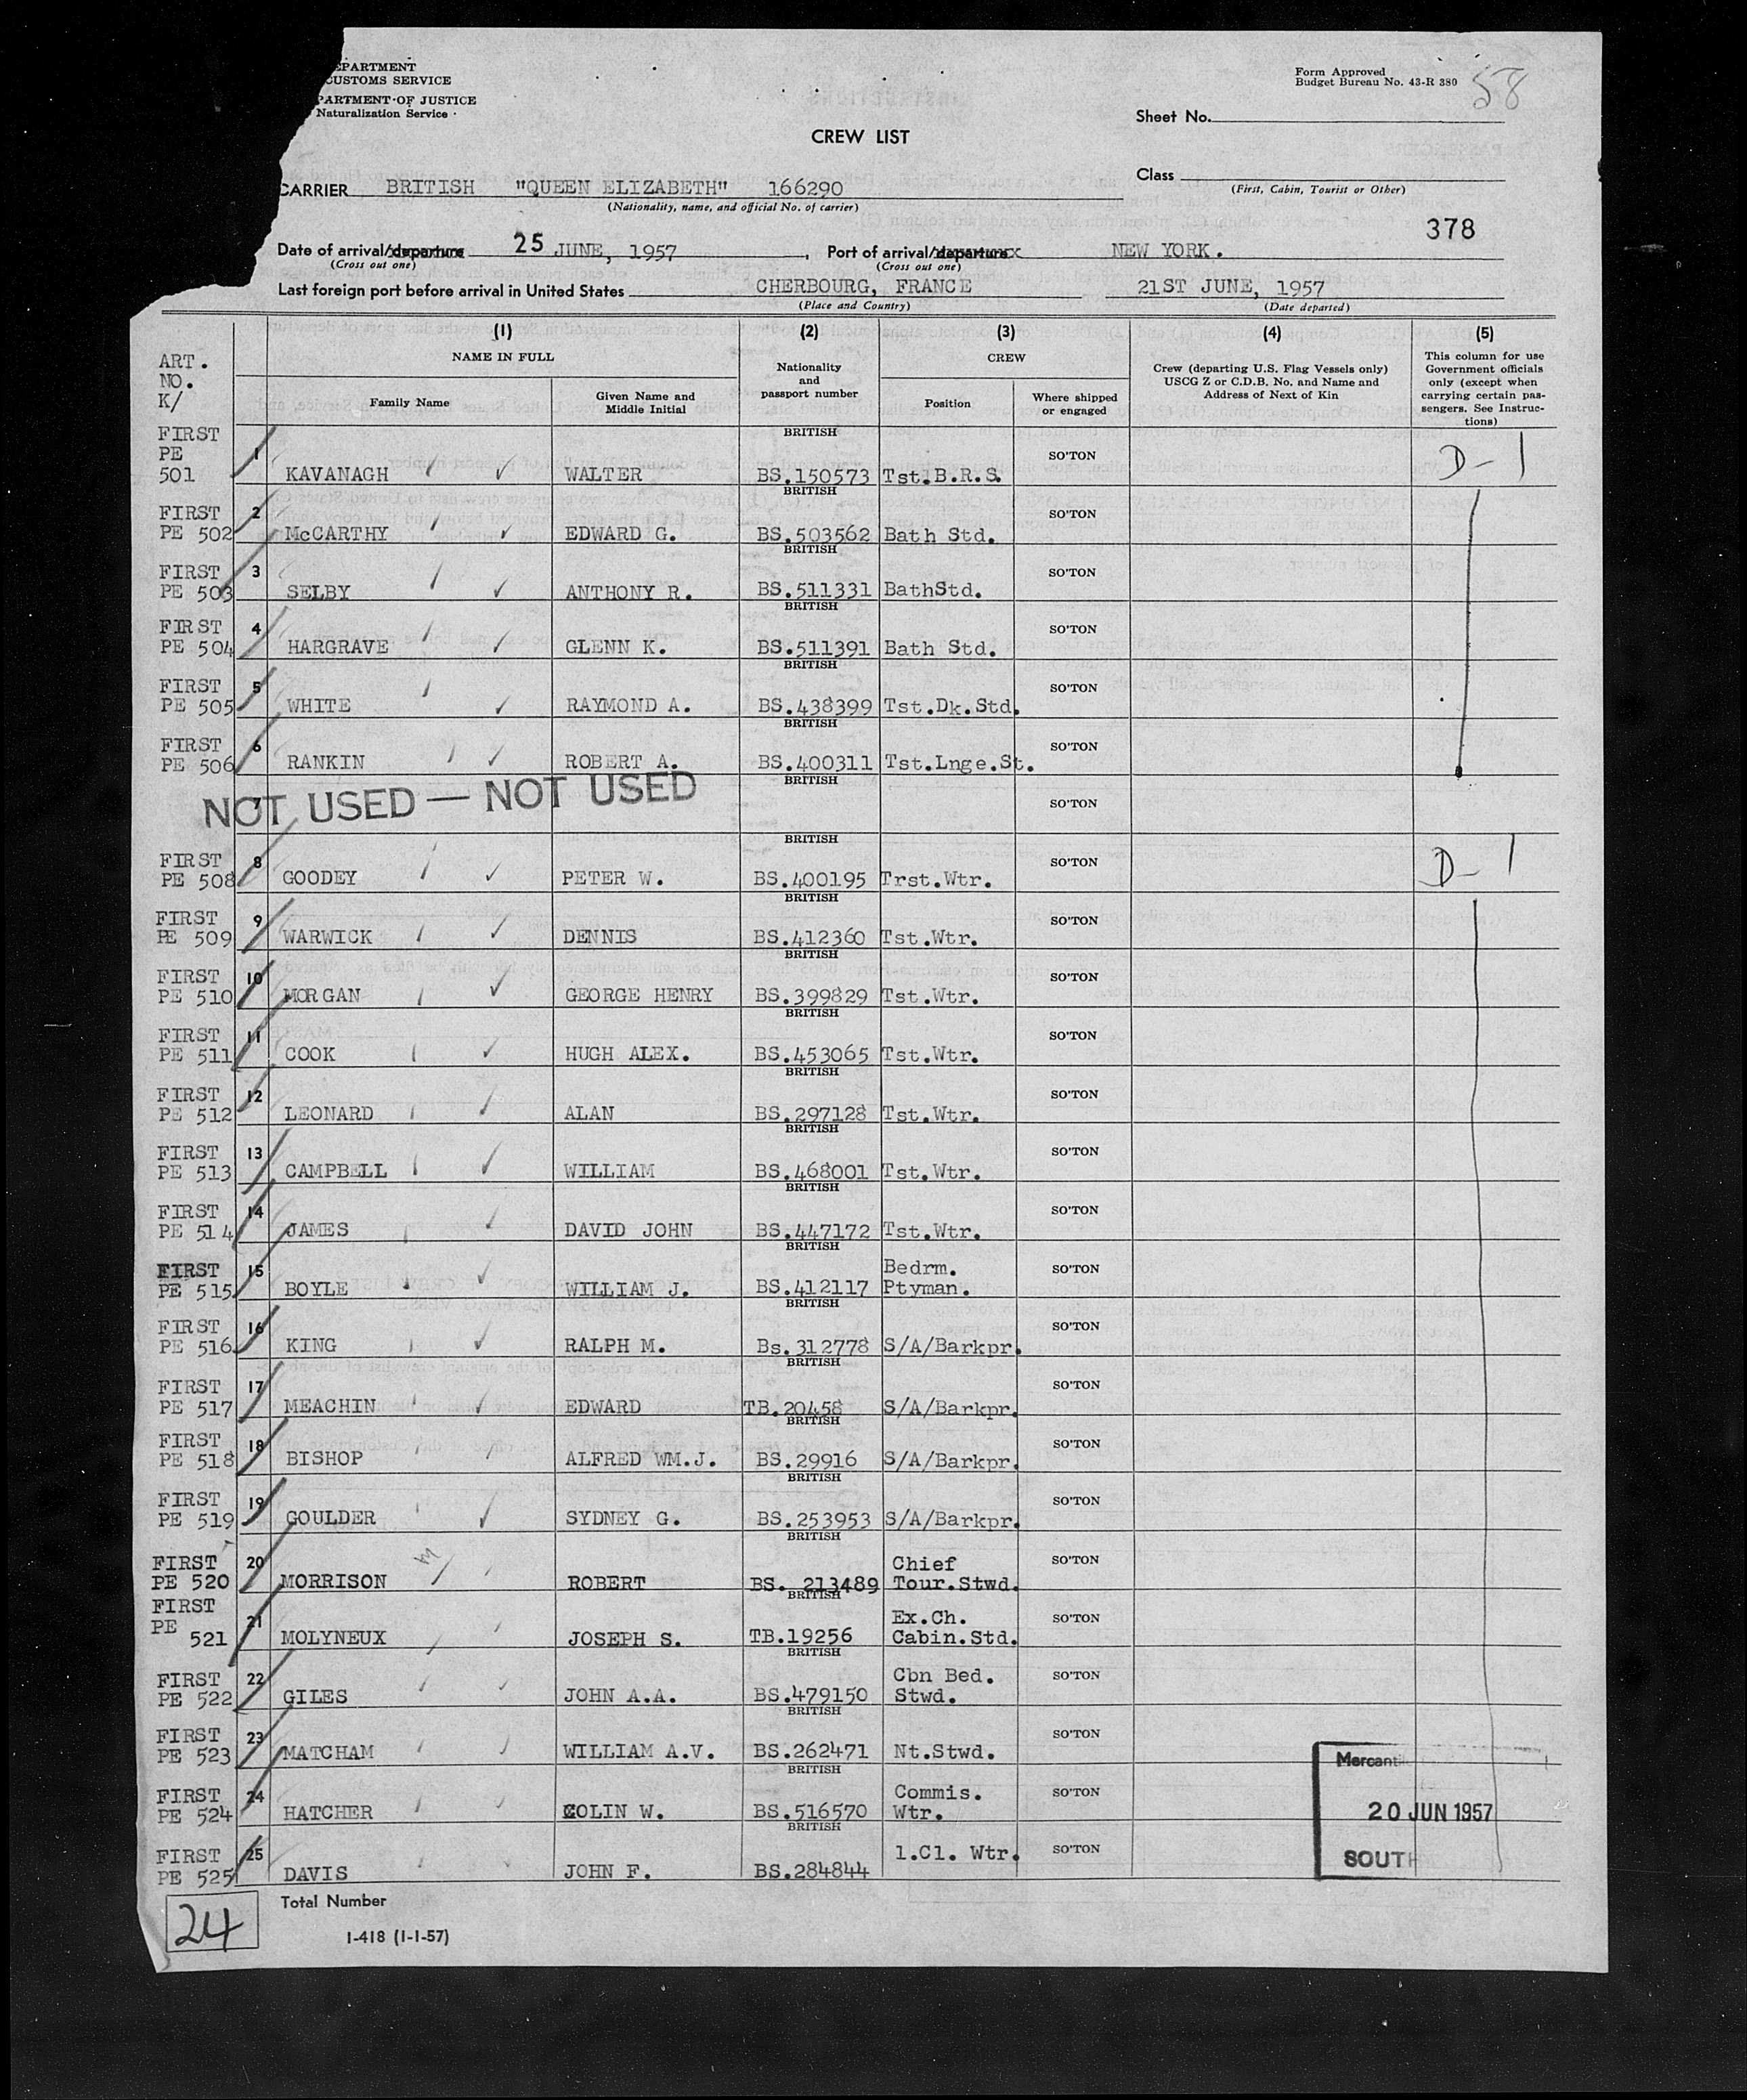 EPARTMENT
CUSTOMS SERVICE
PARTMENT OF JUSTICE
Naturalization Service
Form Approved
Budget Bureau No. 43-R 380
58
Sheet No.
CREW LIST
CARRIER BRITISH "QUEEN ELIZABETH" 166290
(Nationality, name, and official No. of carrier)
Class
(First, Cabin, Tourist or Other)
378
Date of arrival/departure 25 JUNE, 1957, Port of arrival/departure NEW YORK.
(Cross out one) (Cross out one)
Last foreign port before arrival in United States CHERBOURG, FRANCE 21ST JUNE, 1957
(Place and Country) (Date departed)
ART. NO. K/
(1) (2) (3) (4) (5)
NAME IN FULL
Family Name
Given Name and Middle Initial
Nationality and passport number
CREW
Position
Where shipped or engaged
Crew (departing U.S. Flag Vessels only) USCG Z or C.D.B. No. and Name and Address of Next of Kin
This column for use Government officials only (except when carrying certain passengers. See Instructions)
FIRST PE 501 1 KAVANAGH WALTER BRITISH BS.150573 Tst.B.R.S. SO'TON D-1
FIRST PE 502 2 McCARTHY EDWARD G. BRITISH BS.503562 Bath Std. SO'TON
FIRST PE 503 3 SELBY ANTHONY R. BRITISH BS.511331 BathStd. SO'TON
FIRST PE 504 4 HARGRAVE GLENN K. BRITISH BS.511391 Bath Std. SO'TON
FIRST PE 505 5 WHITE RAYMOND A. BRITISH BS.438399 Tst.Dk.Std. SO'TON
FIRST PE 506 6 RANKIN ROBERT A. BRITISH BS.400311 Tst.Lnge.St. SO'TON
7 NOT USED — NOT USED BRITISH SO'TON
FIRST PE 508 8 GOODEY PETER W. BRITISH BS.400195 Trst.Wtr. SO'TON D-1
FIRST PE 509 9 WARWICK DENNIS BRITISH BS.412360 Tst.Wtr. SO'TON
FIRST PE 510 10 MORGAN GEORGE HENRY BRITISH BS.399829 Tst.Wtr. SO'TON
FIRST PE 511 11 COOK HUGH ALEX. BRITISH BS.453065 Tst.Wtr. SO'TON
FIRST PE 512 12 LEONARD ALAN BRITISH BS.297128 Tst.Wtr. SO'TON
FIRST PE 513 13 CAMPBELL WILLIAM BRITISH BS.468001 Tst.Wtr. SO'TON
FIRST PE 514 14 JAMES DAVID JOHN BRITISH BS.447172 Tst.Wtr. SO'TON
FIRST PE 515 15 BOYLE WILLIAM J. BRITISH BS.412117 Bedrm. Ptyman. SO'TON
FIRST PE 516 16 KING RALPH M. BRITISH Bs.312778 S/A/Barkpr. SO'TON
FIRST PE 517 17 MEACHIN EDWARD BRITISH TB.20458 S/A/Barkpr. SO'TON
FIRST PE 518 18 BISHOP ALFRED WM.J. BRITISH BS.29916 S/A/Barkpr. SO'TON
FIRST PE 519 19 GOULDER SYDNEY G. BRITISH BS.253953 S/A/Barkpr. SO'TON
FIRST PE 520 20 MORRISON ROBERT BRITISH BS. 213489 Chief Tour.Stwd. SO'TON
FIRST PE 521 21 MOLYNEUX JOSEPH S. BRITISH TB.19256 Ex.Ch. Cabin.Std. SO'TON
FIRST PE 522 22 GILES JOHN A.A. BRITISH BS.479150 Cbn Bed. Stwd. SO'TON
FIRST PE 523 23 MATCHAM WILLIAM A.V. BRITISH BS.262471 Nt.Stwd. SO'TON
FIRST PE 524 24 HATCHER COLIN W. BRITISH BS.516570 Commis. Wtr. SO'TON
FIRST PE 525 25 DAVIS JOHN F. BRITISH BS.284844 1.Cl. Wtr. SO'TON
Mercanti
20 JUN 1957
SOUTH
24
Total Number
I-418 (1-1-57)